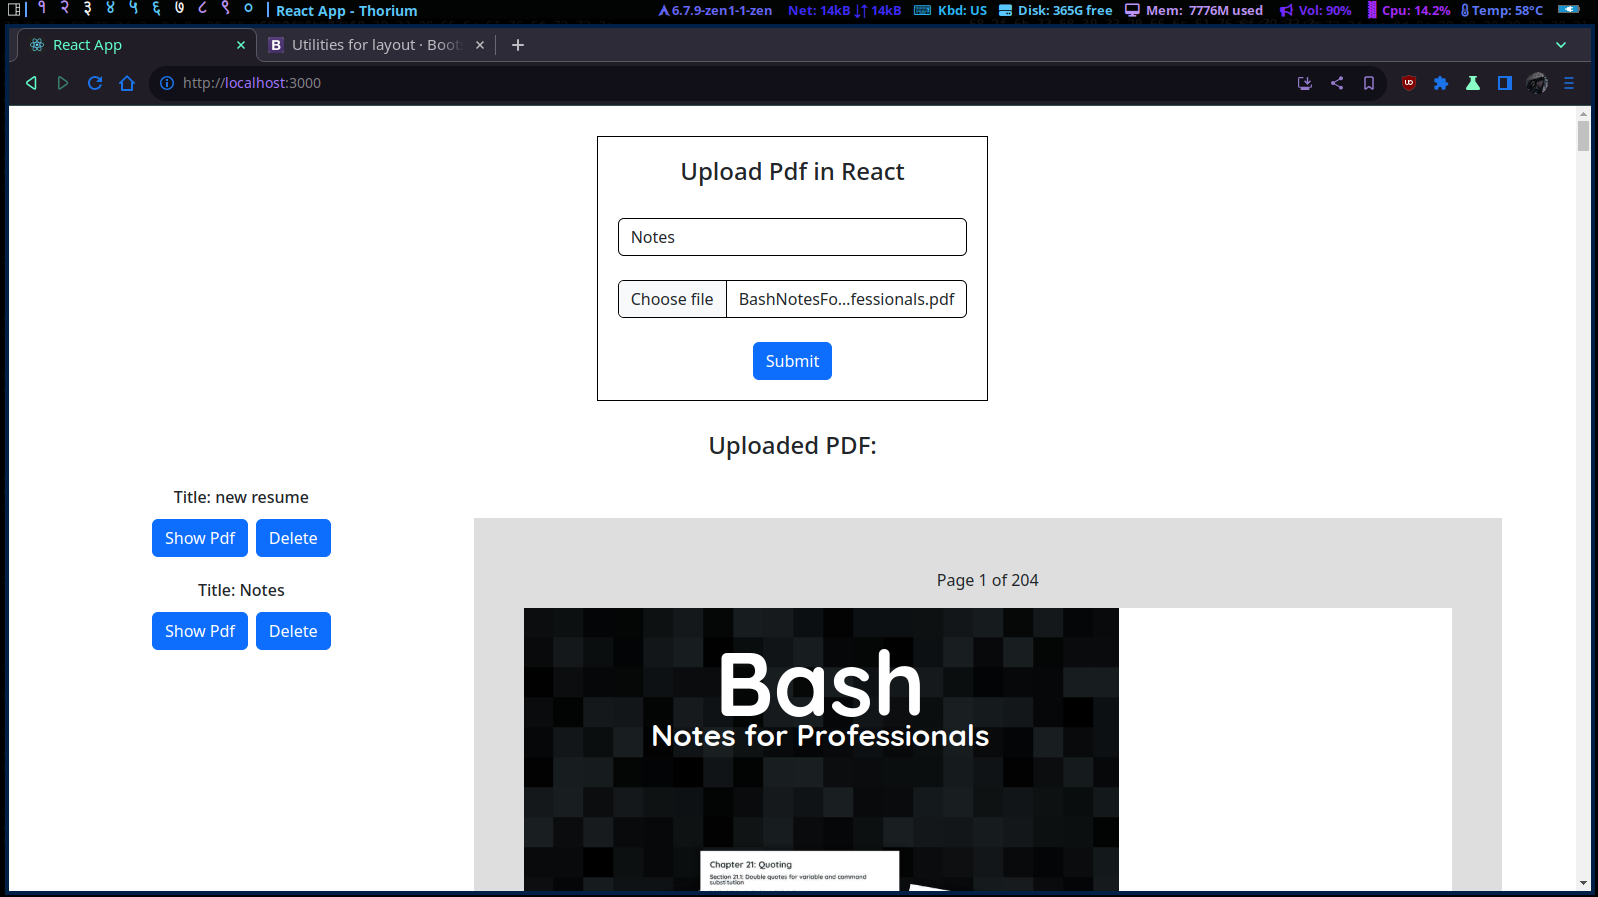 १ २ ३ ४ ५ ६ ७ ८ ९ ० | React App - Thorium 6.7.9-zen1-1-zen Net: 14kB ↓↑ 14kB Kbd: US Disk: 365G free Mem: 7776M used Vol: 90% Cpu: 14.2% Temp: 58°C
React App Utilities for layout · Boot
http://localhost:3000
Upload Pdf in React
Notes
Choose file BashNotesFo...fessionals.pdf
Submit
Uploaded PDF:
Title: new resume
Show Pdf Delete
Title: Notes
Show Pdf Delete
Page 1 of 204
Bash
Notes for Professionals
Chapter 21: Quoting
Section 21.1: Double quotes for variable and command
substitution